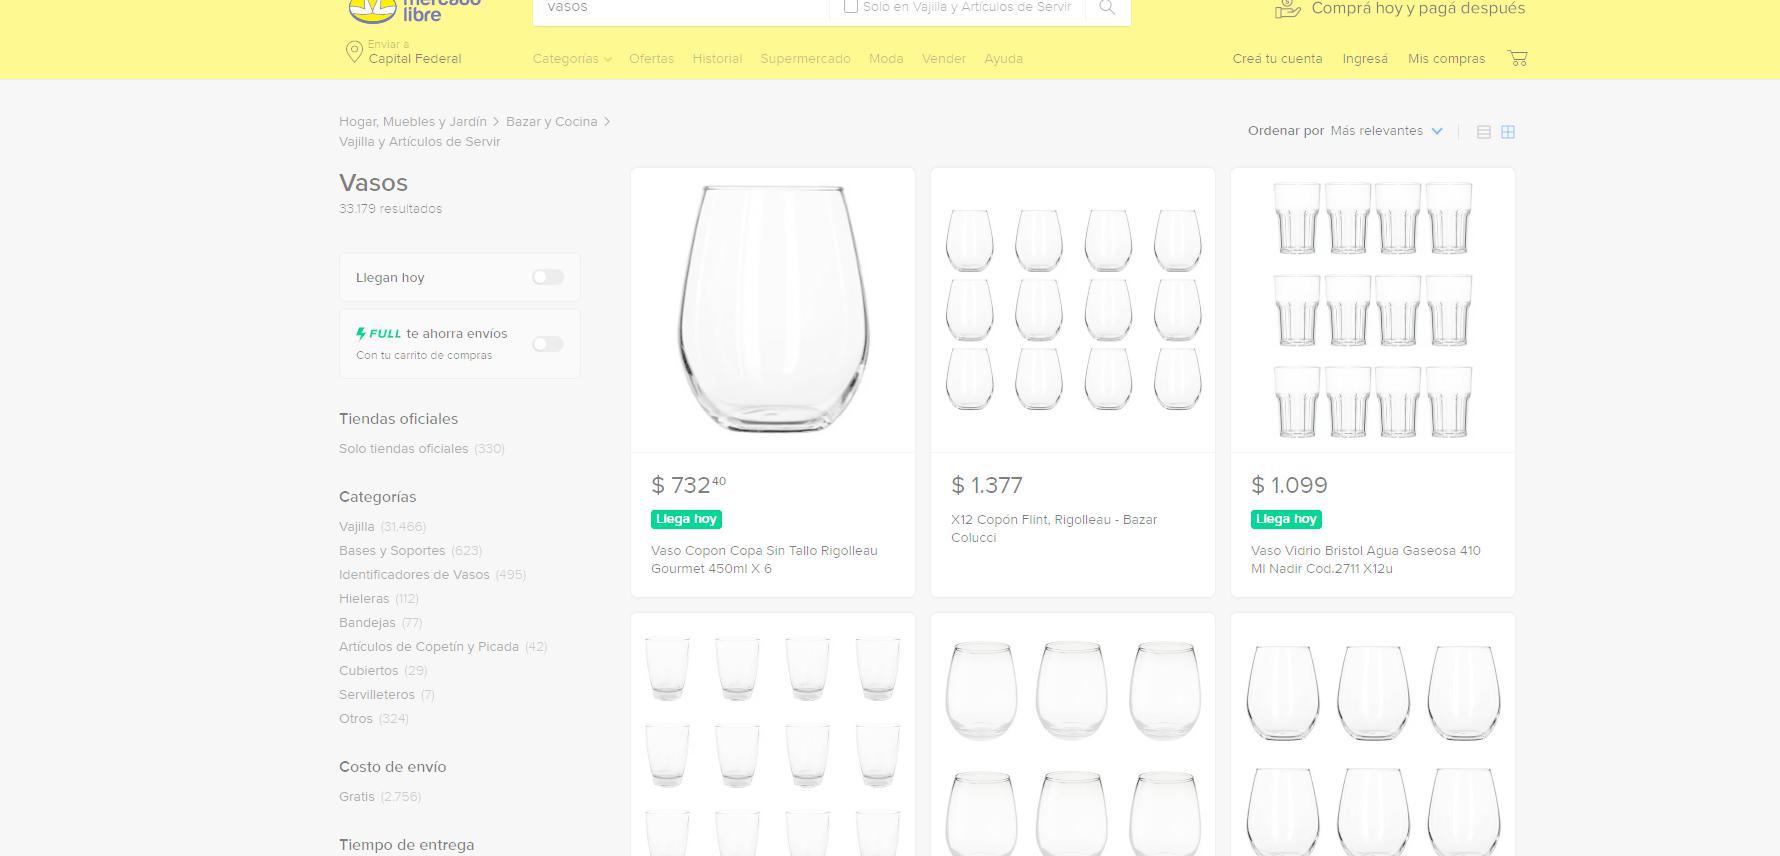 mercado
libre
vasos
Solo en Vajilla y Artículos de Servir
Comprá hoy y pagá después
Enviar a
Capital Federal
Categorías
Ofertas
Historial
Supermercado
Moda
Vender
Ayuda
Creá tu cuenta
Ingresá
Mis compras
Hogar, Muebles y Jardín > Bazar y Cocina >
Vajilla y Artículos de Servir
Ordenar por Más relevantes
Vasos
33.179 resultados
Llegan hoy
FULL te ahorra envíos
Con tu carrito de compras
Tiendas oficiales
Solo tiendas oficiales (330)
Categorías
Vajilla (31.466)
Bases y Soportes (623)
Identificadores de Vasos (495)
Hieleras (112)
Bandejas (77)
Artículos de Copetín y Picada (42)
Cubiertos (29)
Servilleteros (7)
Otros (324)
Costo de envío
Gratis (2.756)
Tiempo de entrega
$ 732 40
Llega hoy
Vaso Copon Copa Sin Tallo Rigolleau
Gourmet 450ml X 6
$ 1.377
X12 Copón Flint, Rigolleau - Bazar
Colucci
$ 1.099
Llega hoy
Vaso Vidrio Bristol Agua Gaseosa 410
Ml Nadir Cod.2711 X12u